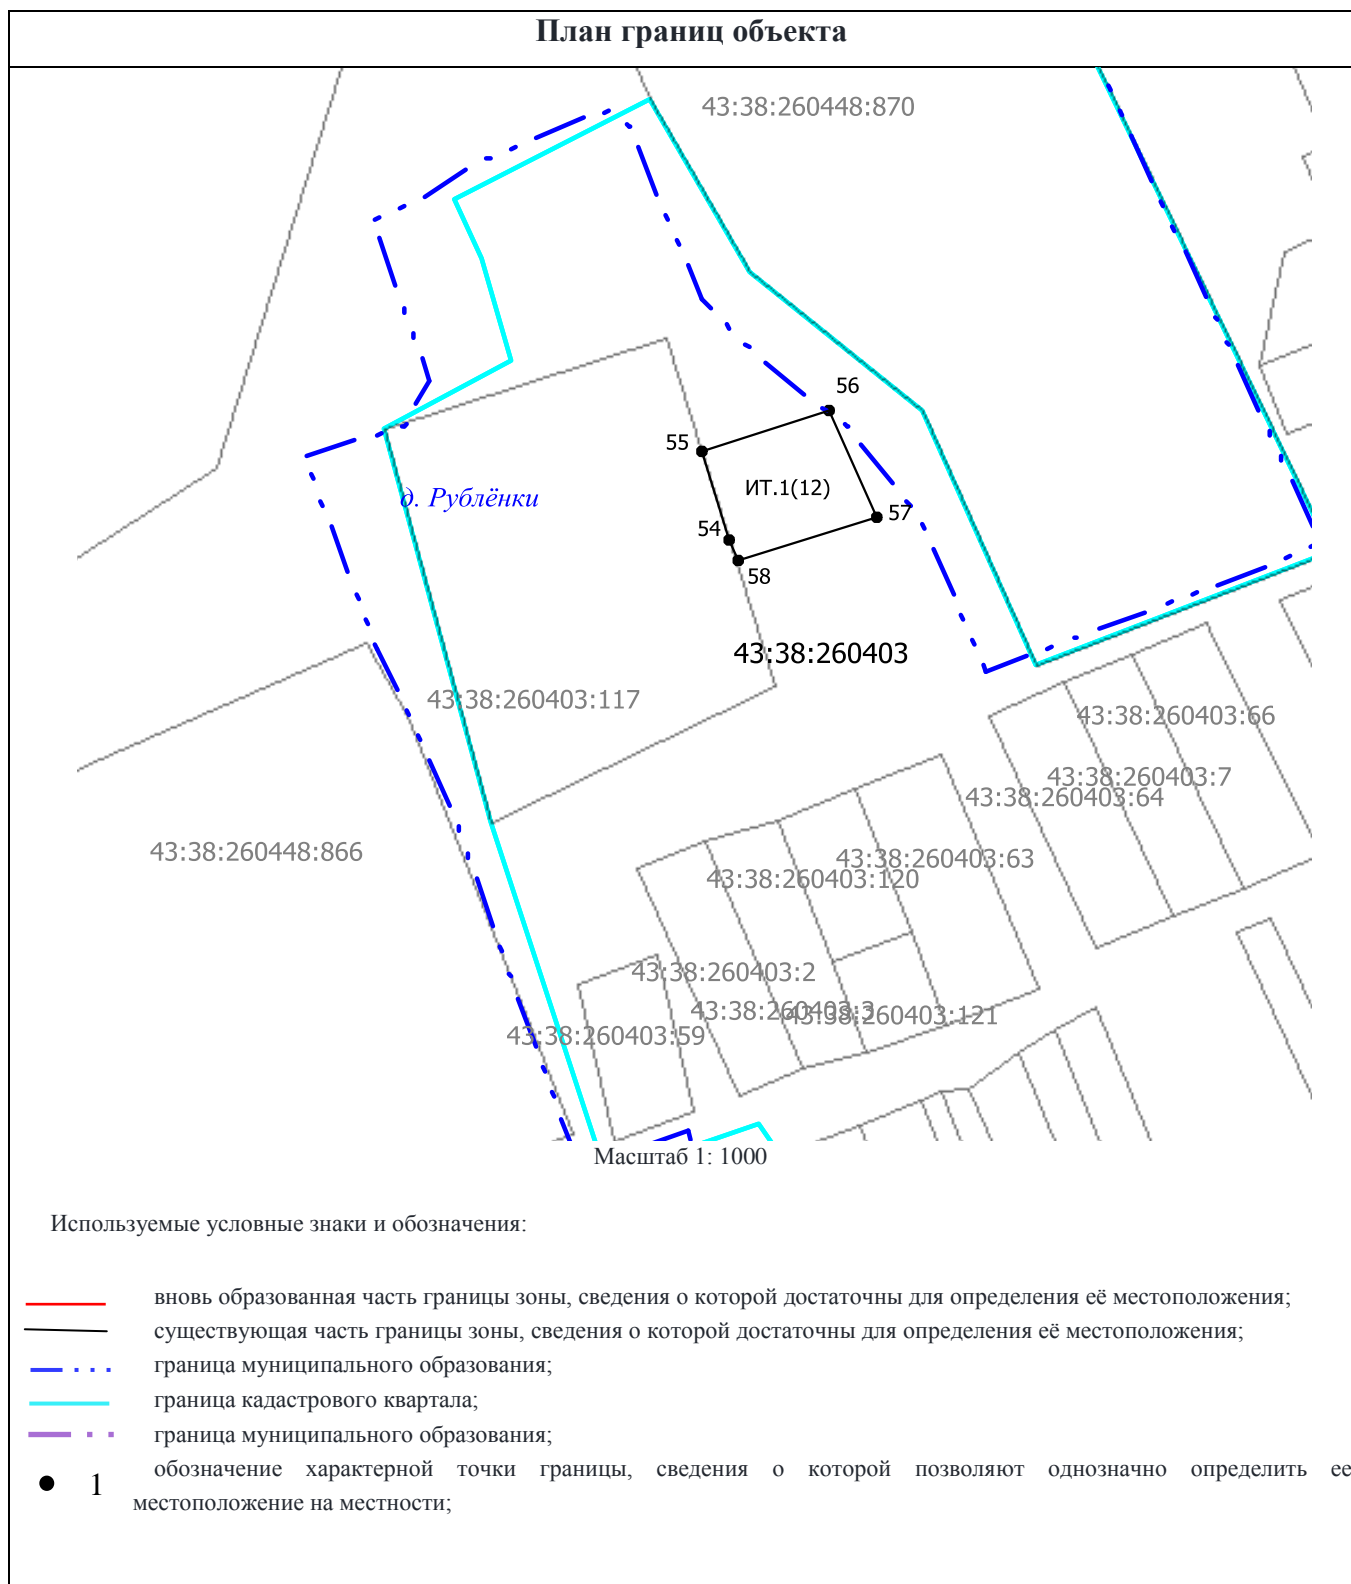 План границ объекта
43:38:260448:870
56
55
ИТ.1(12)
д. Рублёнки
57
54
58
43:38:260403
43:38:260403:117
43:38:260403:66
43:38:260403:7
43:38:260403:64
43:38:260448:866
43:38:260403:63
43:38:260403:120
43:38:260403:2
43:38:260403:3
43:38:260403:121
43:38:260403:59
Масштаб 1: 1000
Используемые условные знаки и обозначения:
вновь образованная часть границы зоны, сведения о которой достаточны для определения её местоположения;
существующая часть границы зоны, сведения о которой достаточны для определения её местоположения;
граница муниципального образования;
граница кадастрового квартала;
граница муниципального образования;
1 обозначение характерной точки границы, сведения о которой позволяют однозначно определить ее
местоположение на местности;